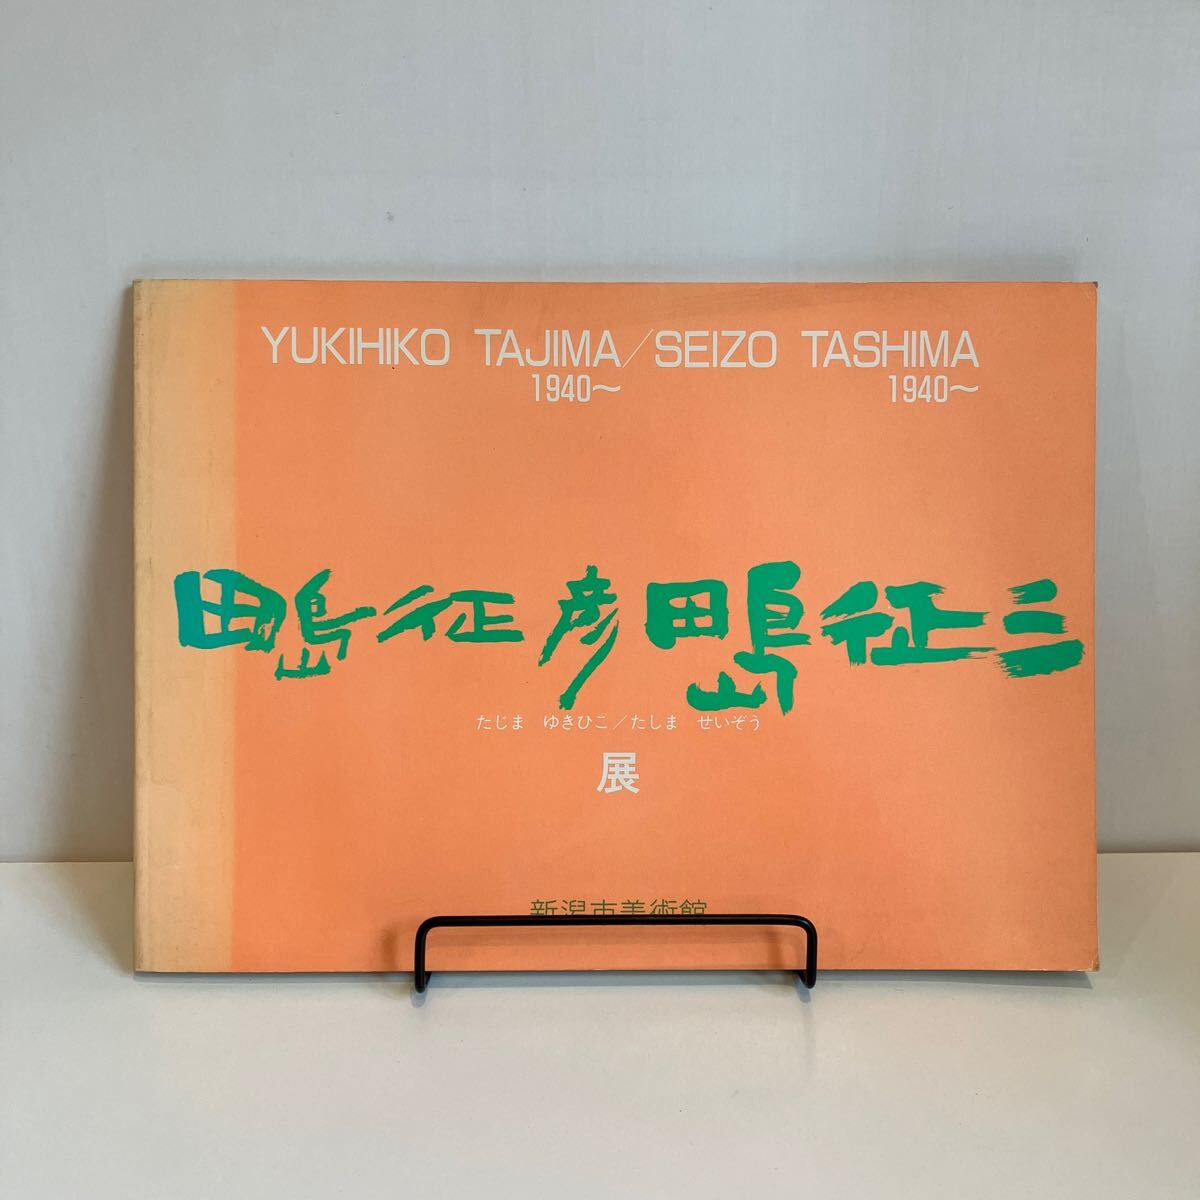 YUKIHIKO TAJIMA／SEIZO TASHIMA
1940〜 1940〜
田島征彦 田島征三
たじま ゆきひこ／たしま せいぞう
展
新潟市美術館